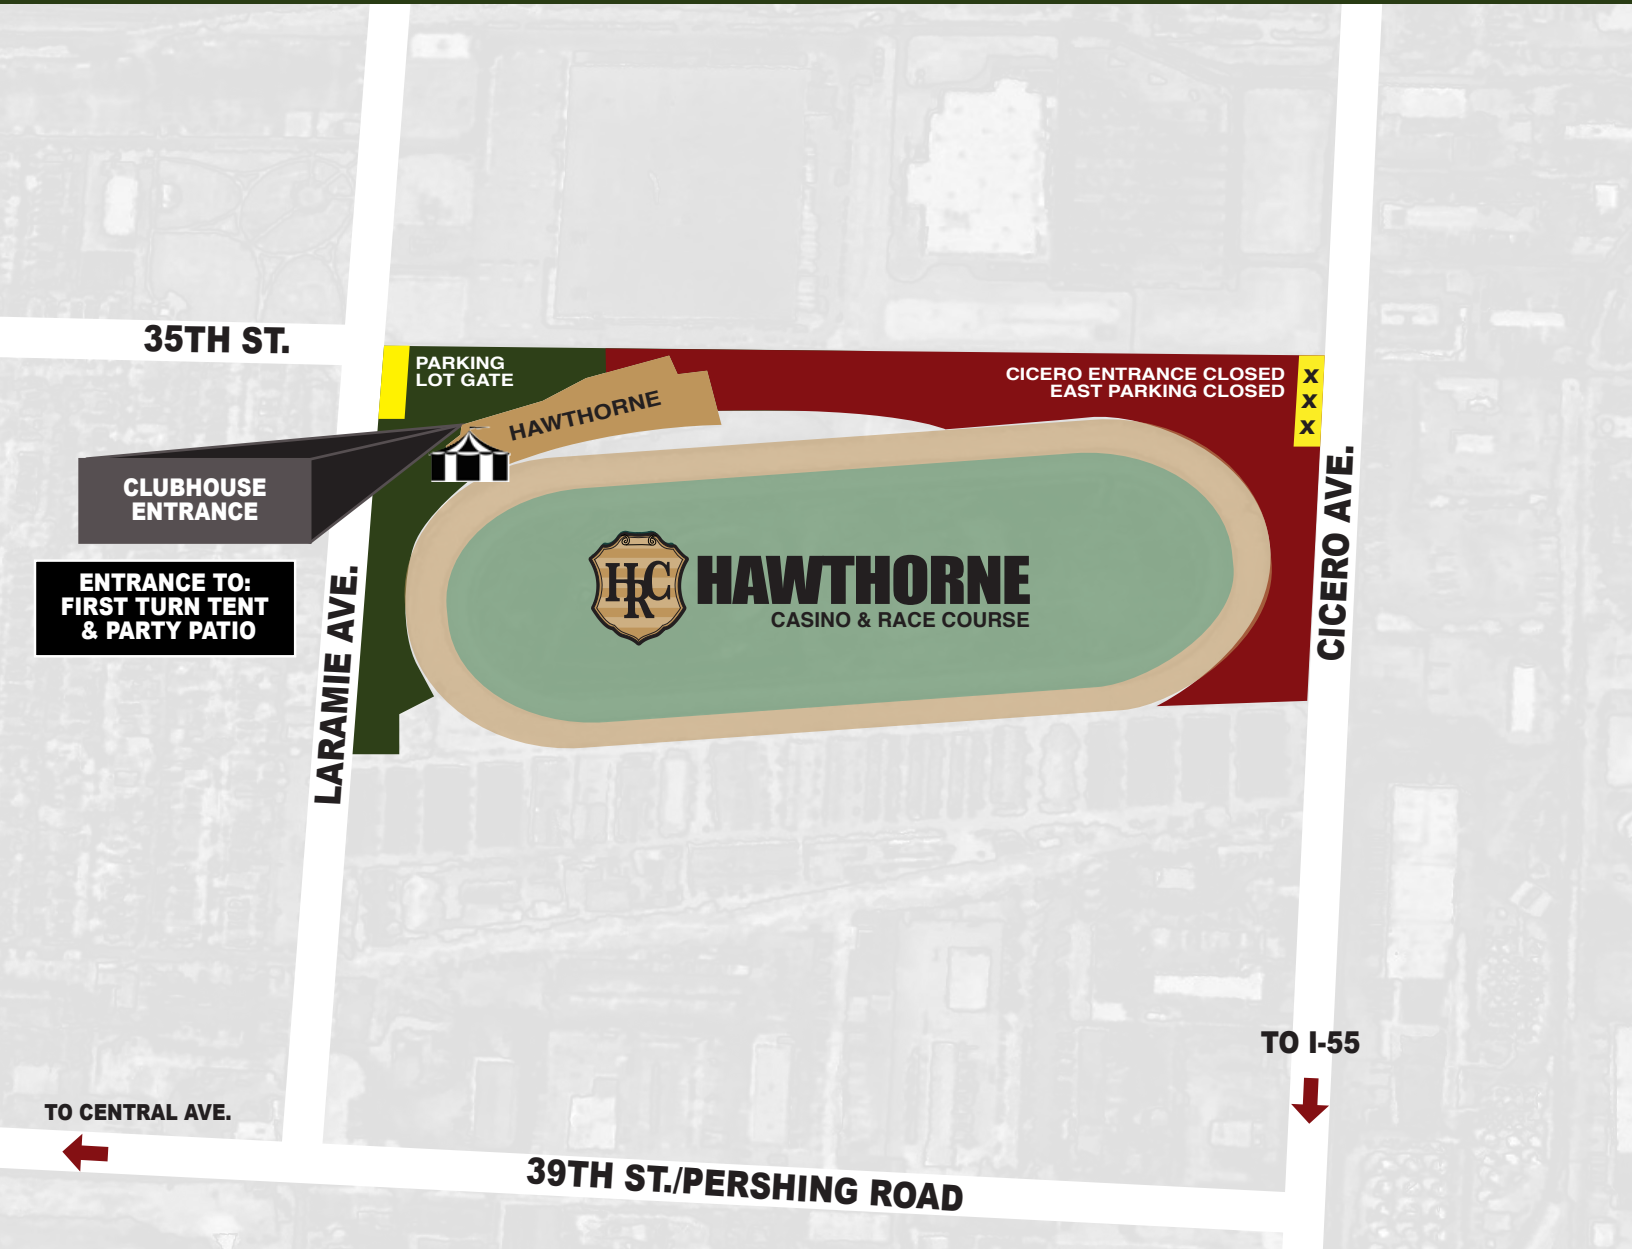 35TH ST.
PARKING
LOT GATE
CICERO ENTRANCE CLOSED
EAST PARKING CLOSED
X
X
X
HAWTHORNE
CLUBHOUSE
ENTRANCE
ENTRANCE TO:
FIRST TURN TENT
& PARTY PATIO
LARAMIE AVE.
HRC
HAWTHORNE
CASINO & RACE COURSE
CICERO AVE.
TO I-55
TO CENTRAL AVE.
39TH ST./PERSHING ROAD